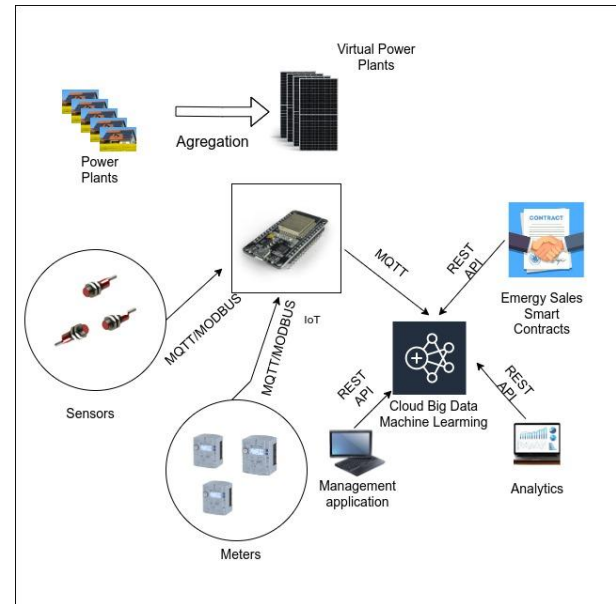 Virtual Power
Plants
Agregation
Power
Plants
MQTT
REST
API
CONTRACT
Emergy Sales
Smart
Contracts
IoT
MQTT/MODBUS
MQTT/MODBUS
Sensors
REST
API
REST
API
Cloud Big Data
Machine Learning
Management
application
Analytics
Meters